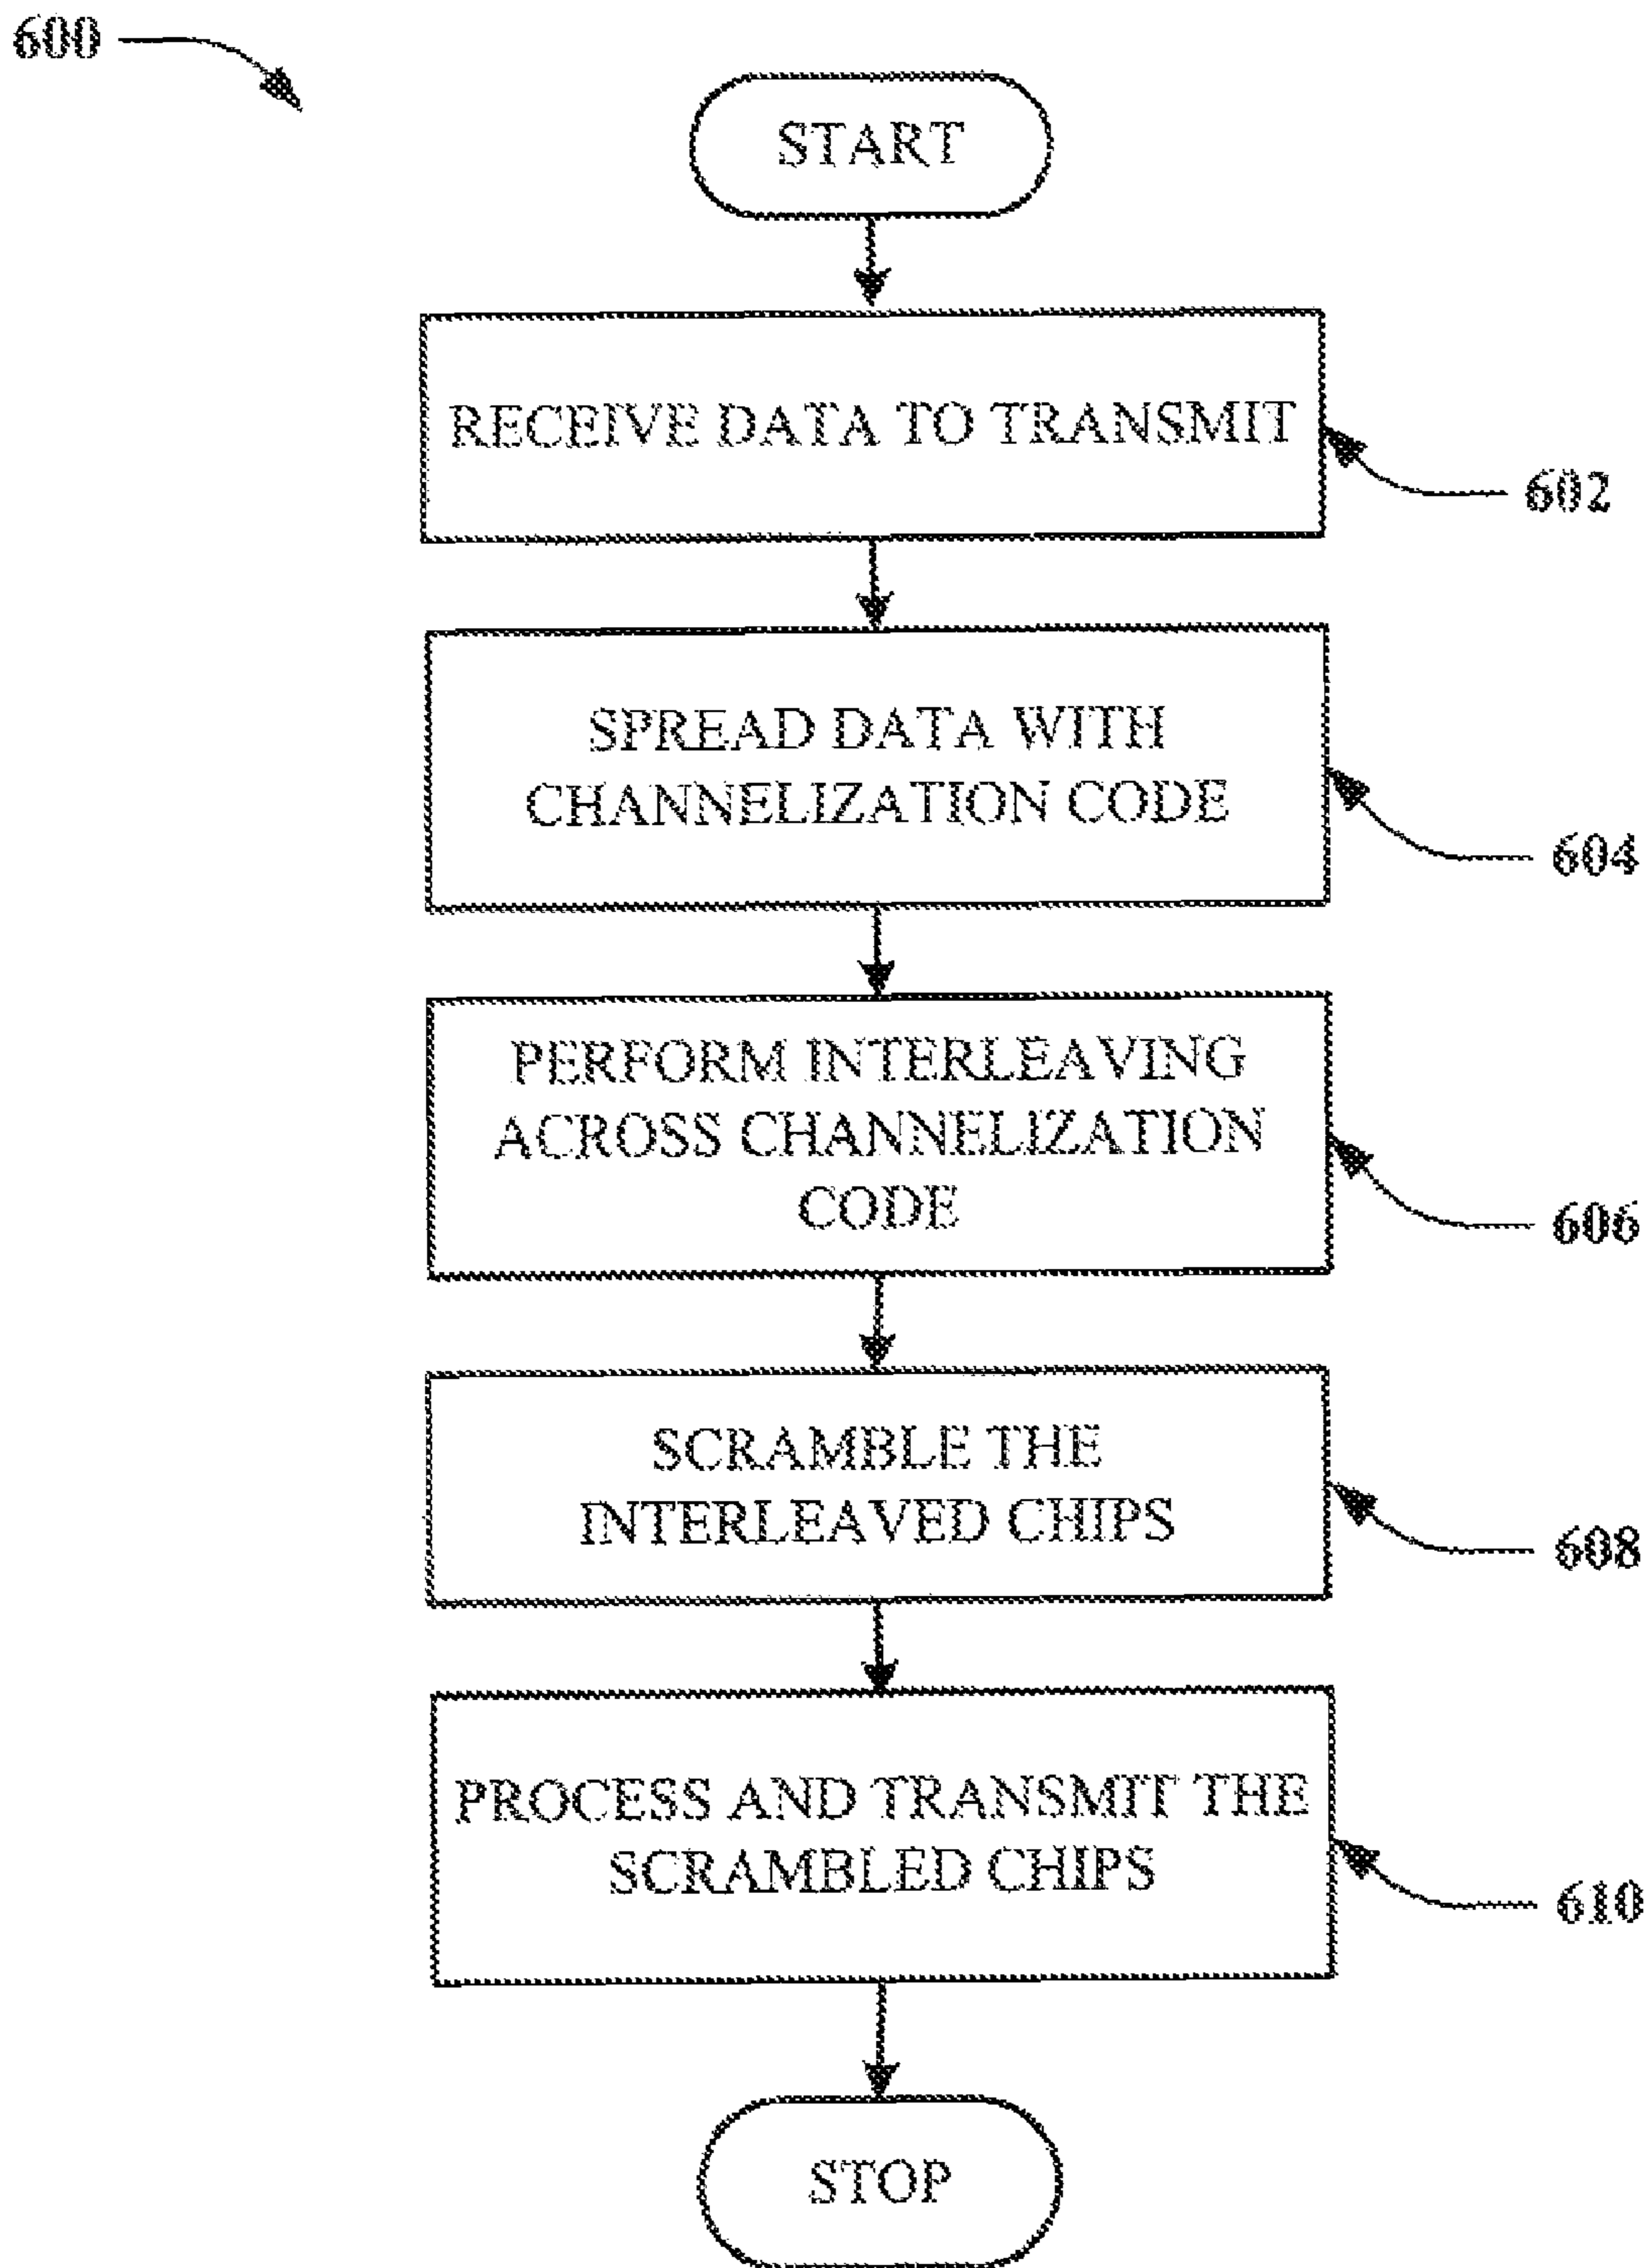 600
START
RECEIVE DATA TO TRANSMIT
602
SPREAD DATA WITH
CHANNELIZATION CODE
604
PERFORM INTERLEAVING
ACROSS CHANNELIZATION
CODE
606
SCRAMBLE THE
INTERLEAVED CHIPS
608
PROCESS AND TRANSMIT THE
SCRAMBLED CHIPS
610
STOP